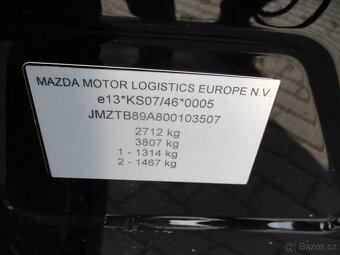 MAZDA MOTOR LOGISTICS EUROPE N.V.
e13*KS07/46*0005
JMZTB89A800103507
2712 kg
3807 kg
1 - 1314 kg
2 - 1467 kg
Bazoš.cz